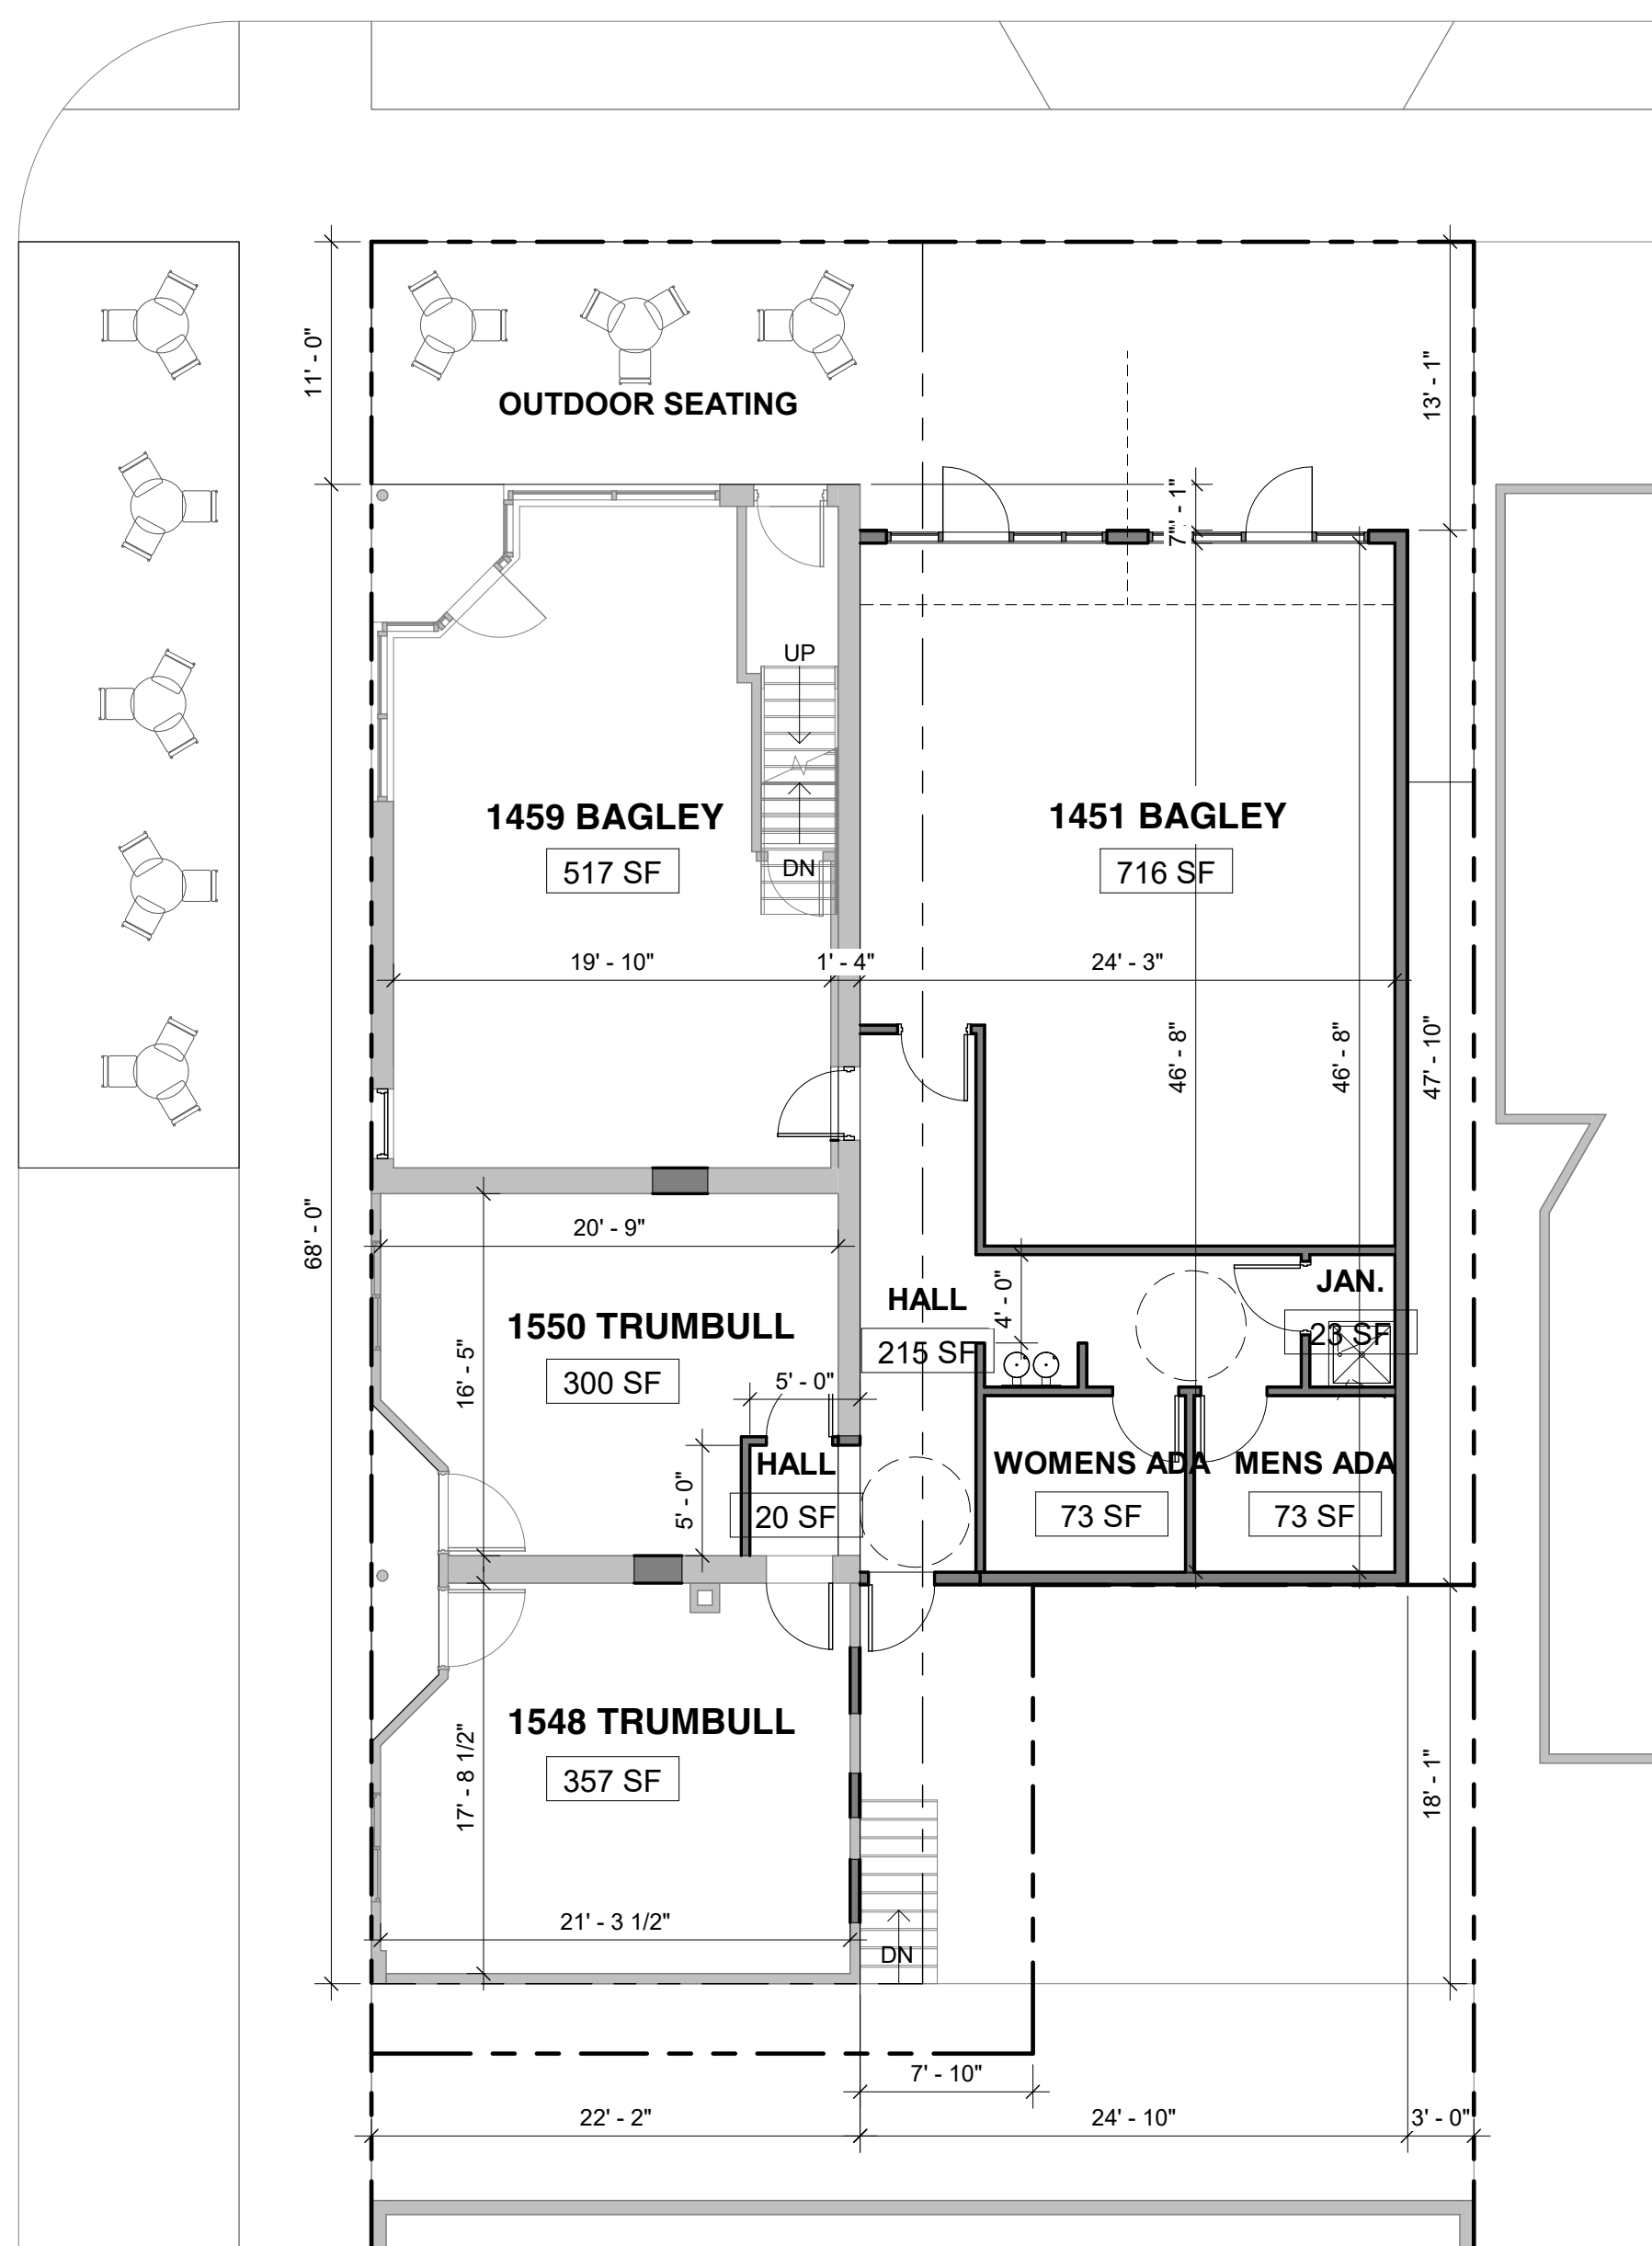 11' - 0"
13' - 1"
OUTDOOR SEATING
7" - 1"
UP
1459 BAGLEY
517 SF
1451 BAGLEY
716 SF
DN
19' - 10"
1' - 4"
24' - 3"
46' - 8"
46' - 8"
47' - 10"
68' - 0"
20' - 9"
HALL
215 SF
4' - 0"
JAN.
23 SF
1550 TRUMBULL
300 SF
16' - 5"
5' - 0"
5' - 0"
HALL
20 SF
WOMENS ADA
73 SF
MENS ADA
73 SF
1548 TRUMBULL
357 SF
17' - 8 1/2"
18' - 1"
21' - 3 1/2"
DN
7' - 10"
22' - 2"
24' - 10"
3' - 0"